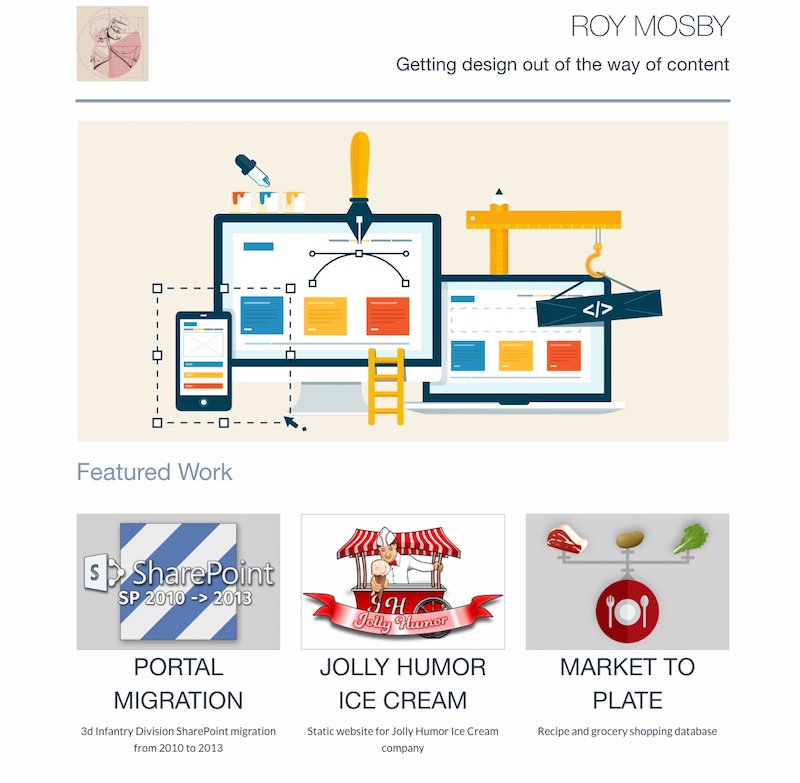 ROY MOSBY
Getting design out of the way of content
</>
Featured Work
S
SharePoint
SP 2010 -> 2013
JH
Jolly Humor
PORTAL
MIGRATION
3d Infantry Division SharePoint migration
from 2010 to 2013
JOLLY HUMOR
ICE CREAM
Static website for Jolly Humor Ice Cream
company
MARKET TO
PLATE
Recipe and grocery shopping database